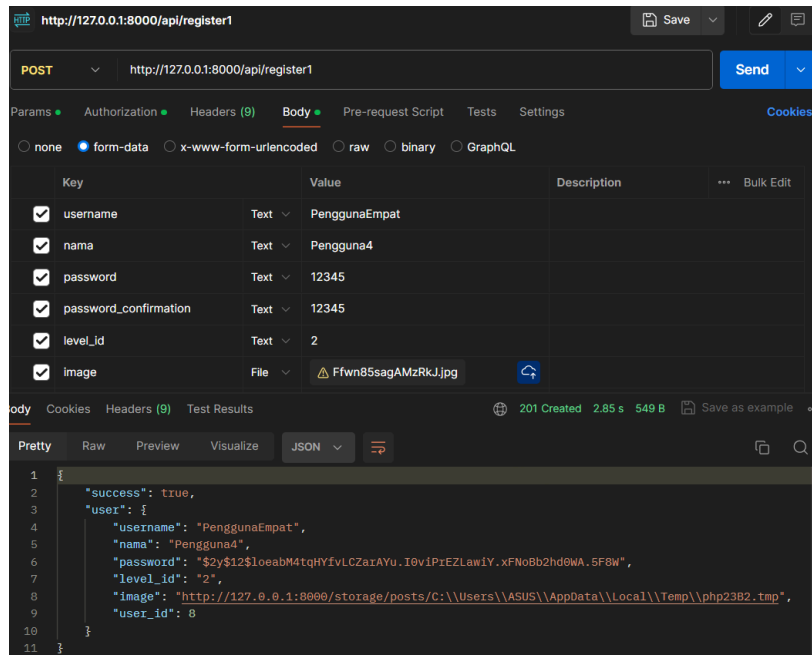 HTTP http://127.0.0.1:8000/api/register1 Save
POST http://127.0.0.1:8000/api/register1 Send
Params Authorization Headers (9) Body Pre-request Script Tests Settings Cookies
none form-data x-www-form-urlencoded raw binary GraphQL
Key Value Description ••• Bulk Edit
username Text PenggunaEmpat
nama Text Pengguna4
password Text 12345
password_confirmation Text 12345
level_id Text 2
image File Ffwn85sagAMzRkJ.jpg
Body Cookies Headers (9) Test Results 201 Created 2.85 s 549 B Save as example
Pretty Raw Preview Visualize JSON
1 {
2 "success": true,
3 "user": {
4 "username": "PenggunaEmpat",
5 "nama": "Pengguna4",
6 "password": "$2y$12$loeabM4tqHYfvLCZarAYu.I0viPrEZLawiY.xFNoBb2hd0WA.5F8W",
7 "level_id": "2",
8 "image": "http://127.0.0.1:8000/storage/posts/C:\\Users\\ASUS\\AppData\\Local\\Temp\\php23B2.tmp",
9 "user_id": 8
10 }
11 }